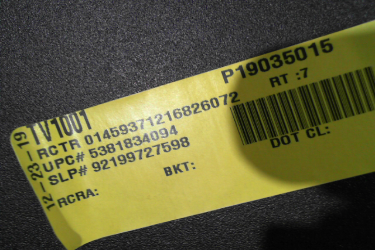 TV1001
P19035015
RCTR 01459371216826072
RT :7
UPC# 5381834094
SLP# 92199727598
DOT CL:
BKT:
RCRA:
12-23-19